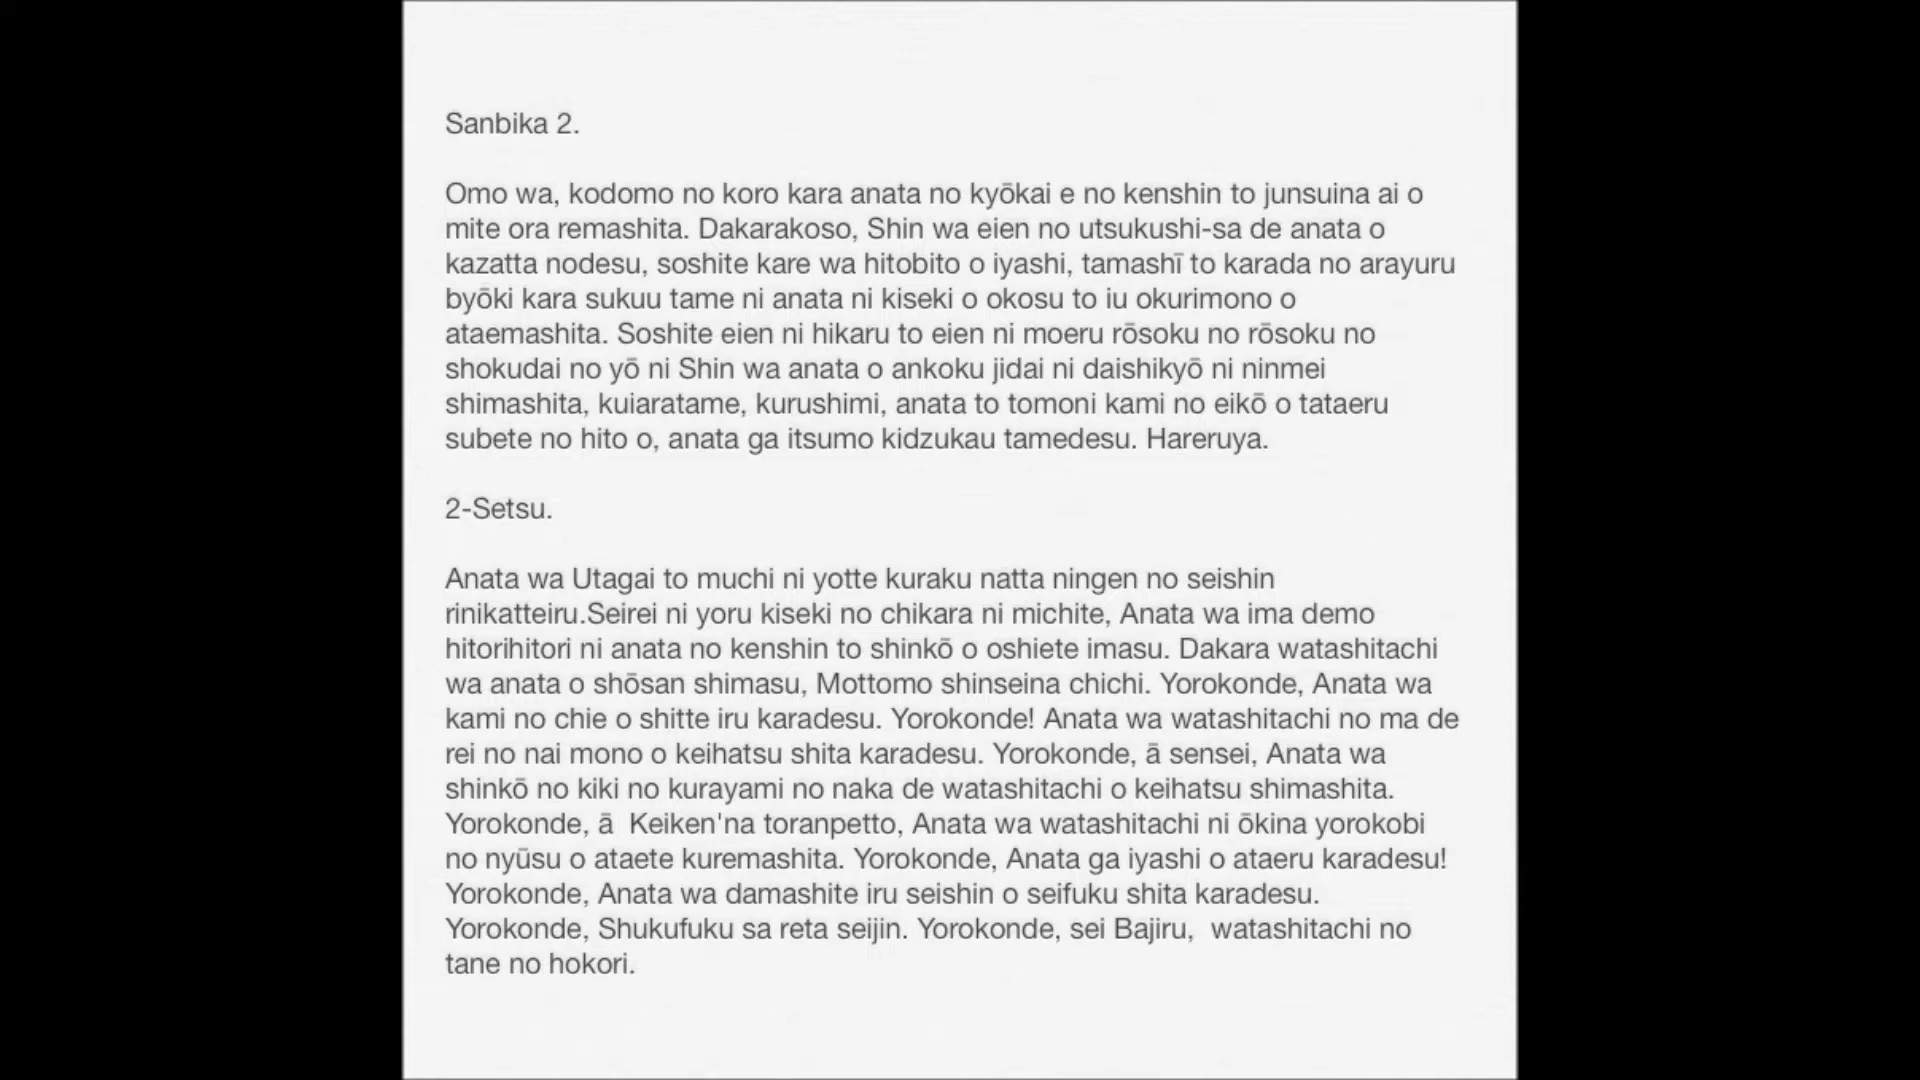 Sanbika 2.
Omo wa, kodomo no koro kara anata no kyōkai e no kenshin to junsuina ai o
mite ora remashita. Dakarakoso, Shin wa eien no utsukushi-sa de anata o
kazatta nodesu, soshite kare wa hitobito o iyashi, tamashī to karada no arayuru
byōki kara sukuu tame ni anata ni kiseki o okosu to iu okurimono o
ataemashita. Soshite eien ni hikaru to eien ni moeru rōsoku no rōsoku no
shokudai no yō ni Shin wa anata o ankoku jidai ni daishikyō ni ninmei
shimashita, kuiaratame, kurushimi, anata to tomoni kami no eikō o tataeru
subete no hito o, anata ga itsumo kidzukau tamedesu. Hareruya.
2-Setsu.
Anata wa Utagai to muchi ni yotte kuraku natta ningen no seishin
rinikatteiru.Seirei ni yoru kiseki no chikara ni michite, Anata wa ima demo
hitorihitori ni anata no kenshin to shinkō o oshiete imasu. Dakara watashitachi
wa anata o shōsan shimasu, Mottomo shinseina chichi. Yorokonde, Anata wa
kami no chie o shitte iru karadesu. Yorokonde! Anata wa watashitachi no ma de
rei no nai mono o keihatsu shita karadesu. Yorokonde, ā sensei, Anata wa
shinkō no kiki no kurayami no naka de watashitachi o keihatsu shimashita.
Yorokonde, ā  Keiken'na toranpetto, Anata wa watashitachi ni ōkina yorokobi
no nyūsu o ataete kuremashita. Yorokonde, Anata ga iyashi o ataeru karadesu!
Yorokonde, Anata wa damashite iru seishin o seifuku shita karadesu.
Yorokonde, Shukufuku sa reta seijin. Yorokonde, sei Bajiru,  watashitachi no
tane no hokori.